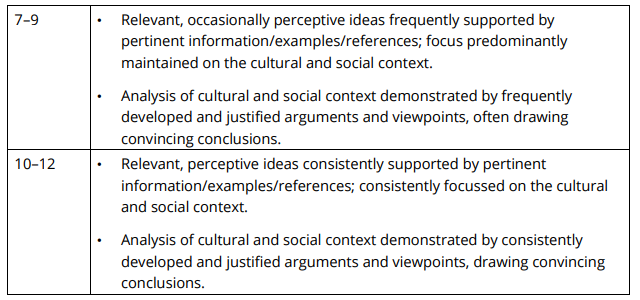 7–9
• Relevant, occasionally perceptive ideas frequently supported by
pertinent information/examples/references; focus predominantly
maintained on the cultural and social context.
• Analysis of cultural and social context demonstrated by frequently
developed and justified arguments and viewpoints, often drawing
convincing conclusions.
10–12
• Relevant, perceptive ideas consistently supported by pertinent
information/examples/references; consistently focussed on the cultural
and social context.
• Analysis of cultural and social context demonstrated by consistently
developed and justified arguments and viewpoints, drawing convincing
conclusions.